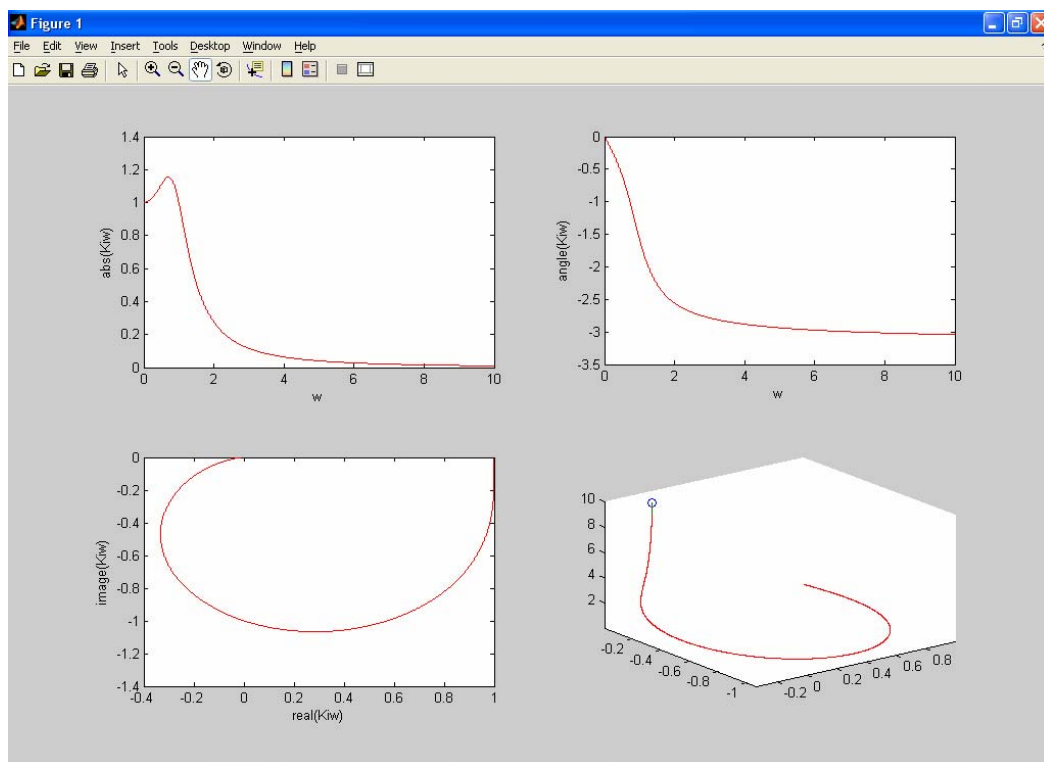 Figure 1
File Edit View Insert Tools Desktop Window Help
1.4
1.2
1
0.8
0.6
0.4
0.2
0
abs(Kiw)
0 2 4 6 8 10
w
0
-0.5
-1
-1.5
-2
-2.5
-3
-3.5
angle(Kiw)
0 2 4 6 8 10
w
0
-0.2
-0.4
-0.6
-0.8
-1
-1.2
-1.4
image(Kiw)
-0.4 -0.2 0 0.2 0.4 0.6 0.8 1
real(Kiw)
10
8
6
4
2
-0.2 -0.4 -0.6 -0.8 -1
-0.2 0 0.2 0.4 0.6 0.8